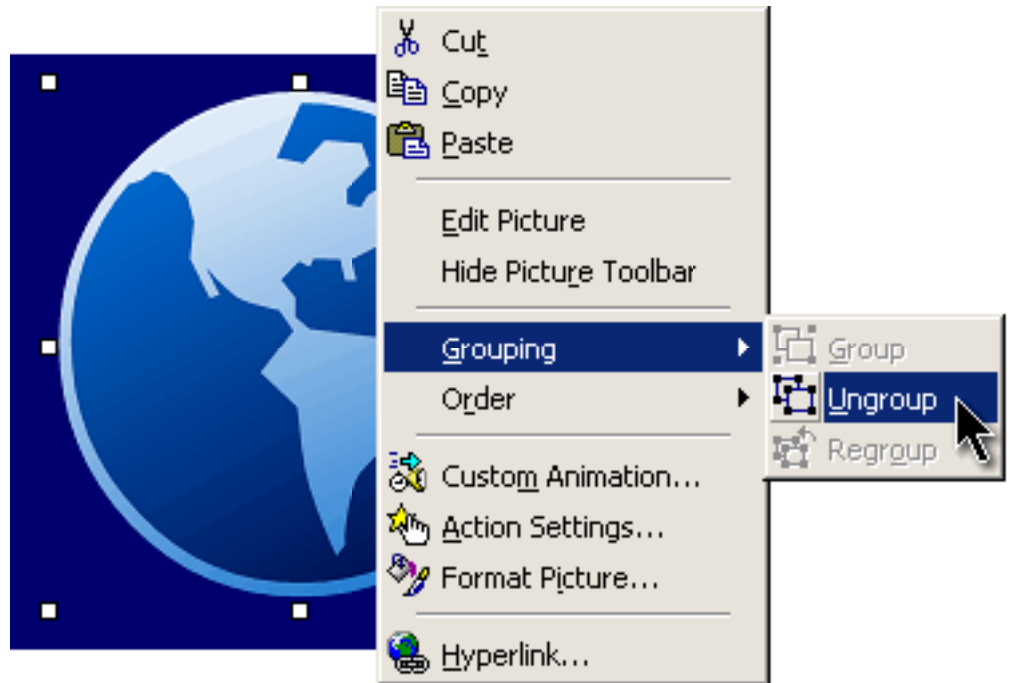 Cut
Copy
Paste
Edit Picture
Hide Picture Toolbar
Grouping
Order
Custom Animation...
Action Settings...
Format Picture...
Hyperlink...
Group
Ungroup
Regroup